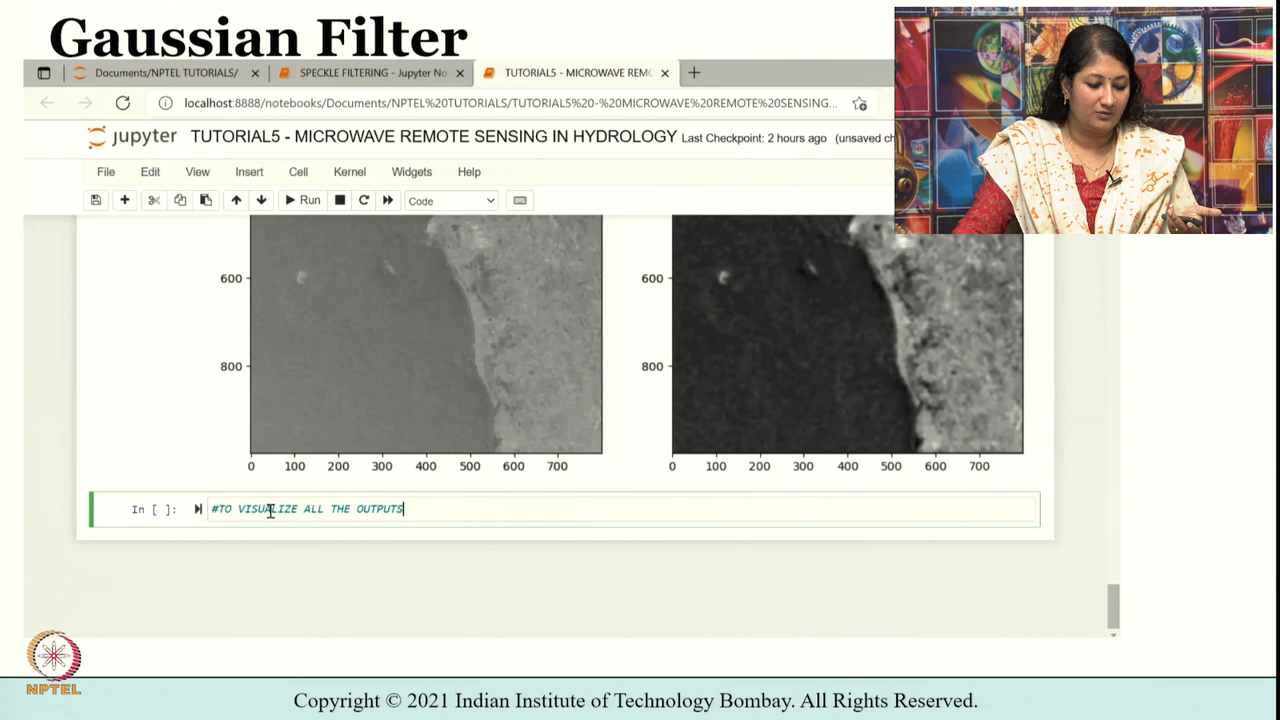 Gaussian Filter
Documents/NPTEL TUTORIALS/
SPECKLE FILTERING - Jupyter No
TUTORIAL5 - MICROWAVE REM
localhost:8888/notebooks/Documents/NPTEL%20TUTORIALS/TUTORIAL5%20-%20MICROWAVE%20REMOTE%20SENSING...
jupyter TUTORIAL5 - MICROWAVE REMOTE SENSING IN HYDROLOGY Last Checkpoint: 2 hours ago (unsaved ch
File Edit View Insert Cell Kernel Widgets Help
Run Code
600 600
800 800
0 100 200 300 400 500 600 700 0 100 200 300 400 500 600 700
In [ ]: #TO VISUALIZE ALL THE OUTPUTS
NPTEL
Copyright © 2021 Indian Institute of Technology Bombay. All Rights Reserved.